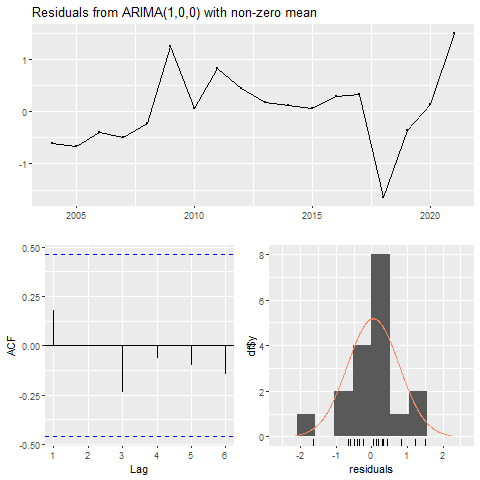 Residuals from ARIMA(1,0,0) with non-zero mean
1
0
-1
2005
2010
2015
2020
0.50
0.25
0.00
-0.25
-0.50
ACF
1 2 3 4 5 6
Lag
8
6
4
2
0
df$y
-2 -1 0 1 2
residuals